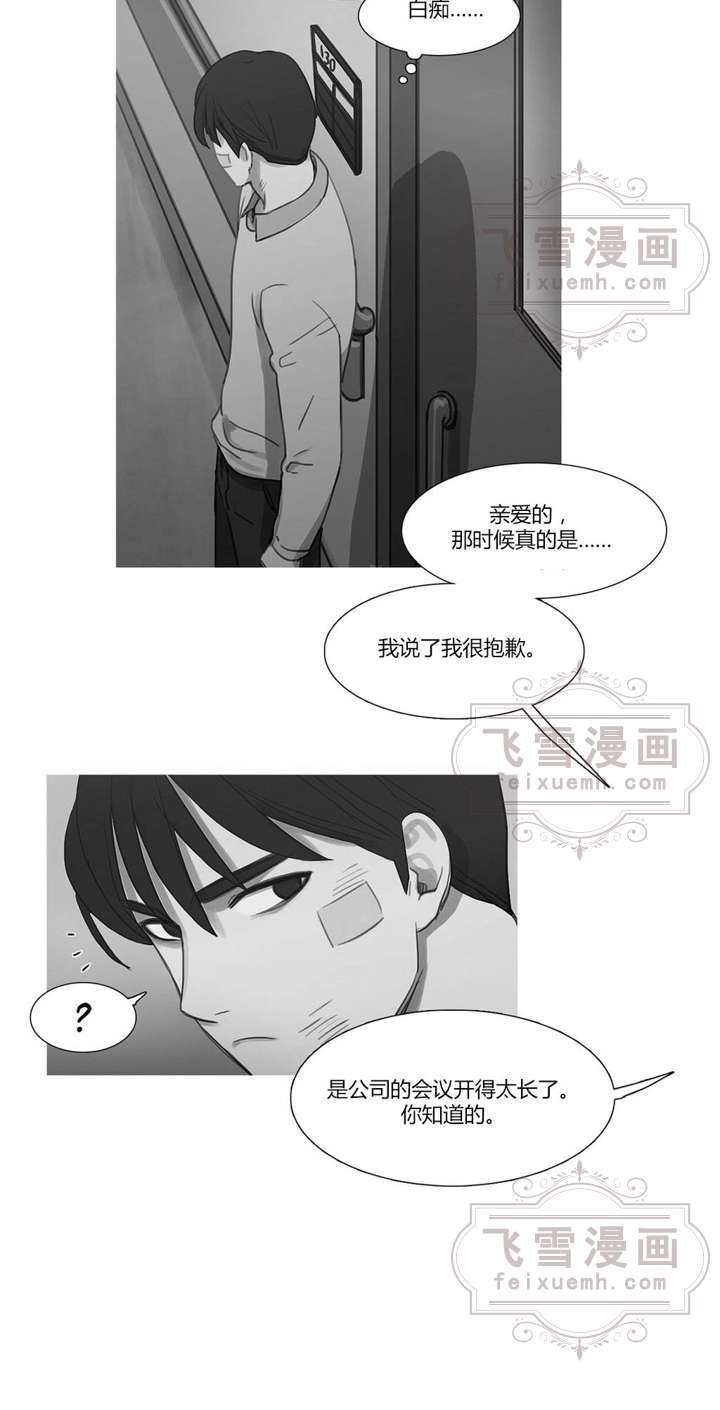 白痴……
130
飞雪漫画
feixuemh.com
亲爱的，
那时候真的是……
我说了我很抱歉。
飞雪漫画
feixuemh.com
?
是公司的会议开得太长了。
你知道的。
飞雪漫画
feixuemh.com